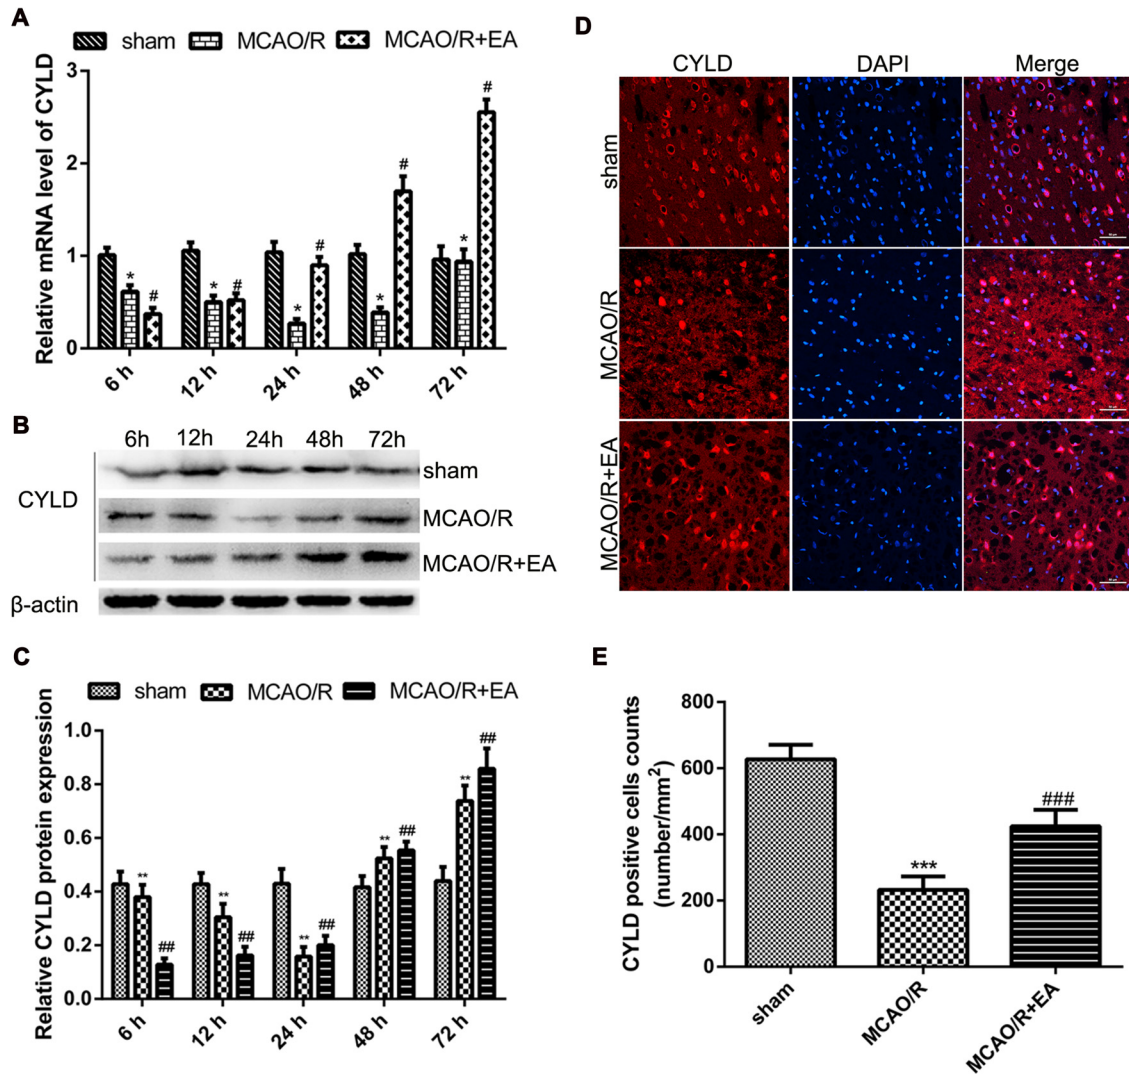 A
sham MCAO/R MCAO/R+EA
Relative mRNA level of CYLD
3
2
1
0
* # * # * # * # * #
6 h 12 h 24 h 48 h 72 h
B
6h 12h 24h 48h 72h
CYLD
sham
MCAO/R
MCAO/R+EA
β-actin
C
sham MCAO/R MCAO/R+EA
Relative CYLD protein expression
1.0
0.8
0.6
0.4
0.2
0.0
** ## ** ## ** ## ** ## ** ##
6 h 12 h 24 h 48 h 72 h
D
CYLD DAPI Merge
sham
MCAO/R
MCAO/R+EA
E
CYLD positive cells counts
(number/mm²)
800
600
400
200
0
*** ###
sham MCAO/R MCAO/R+EA